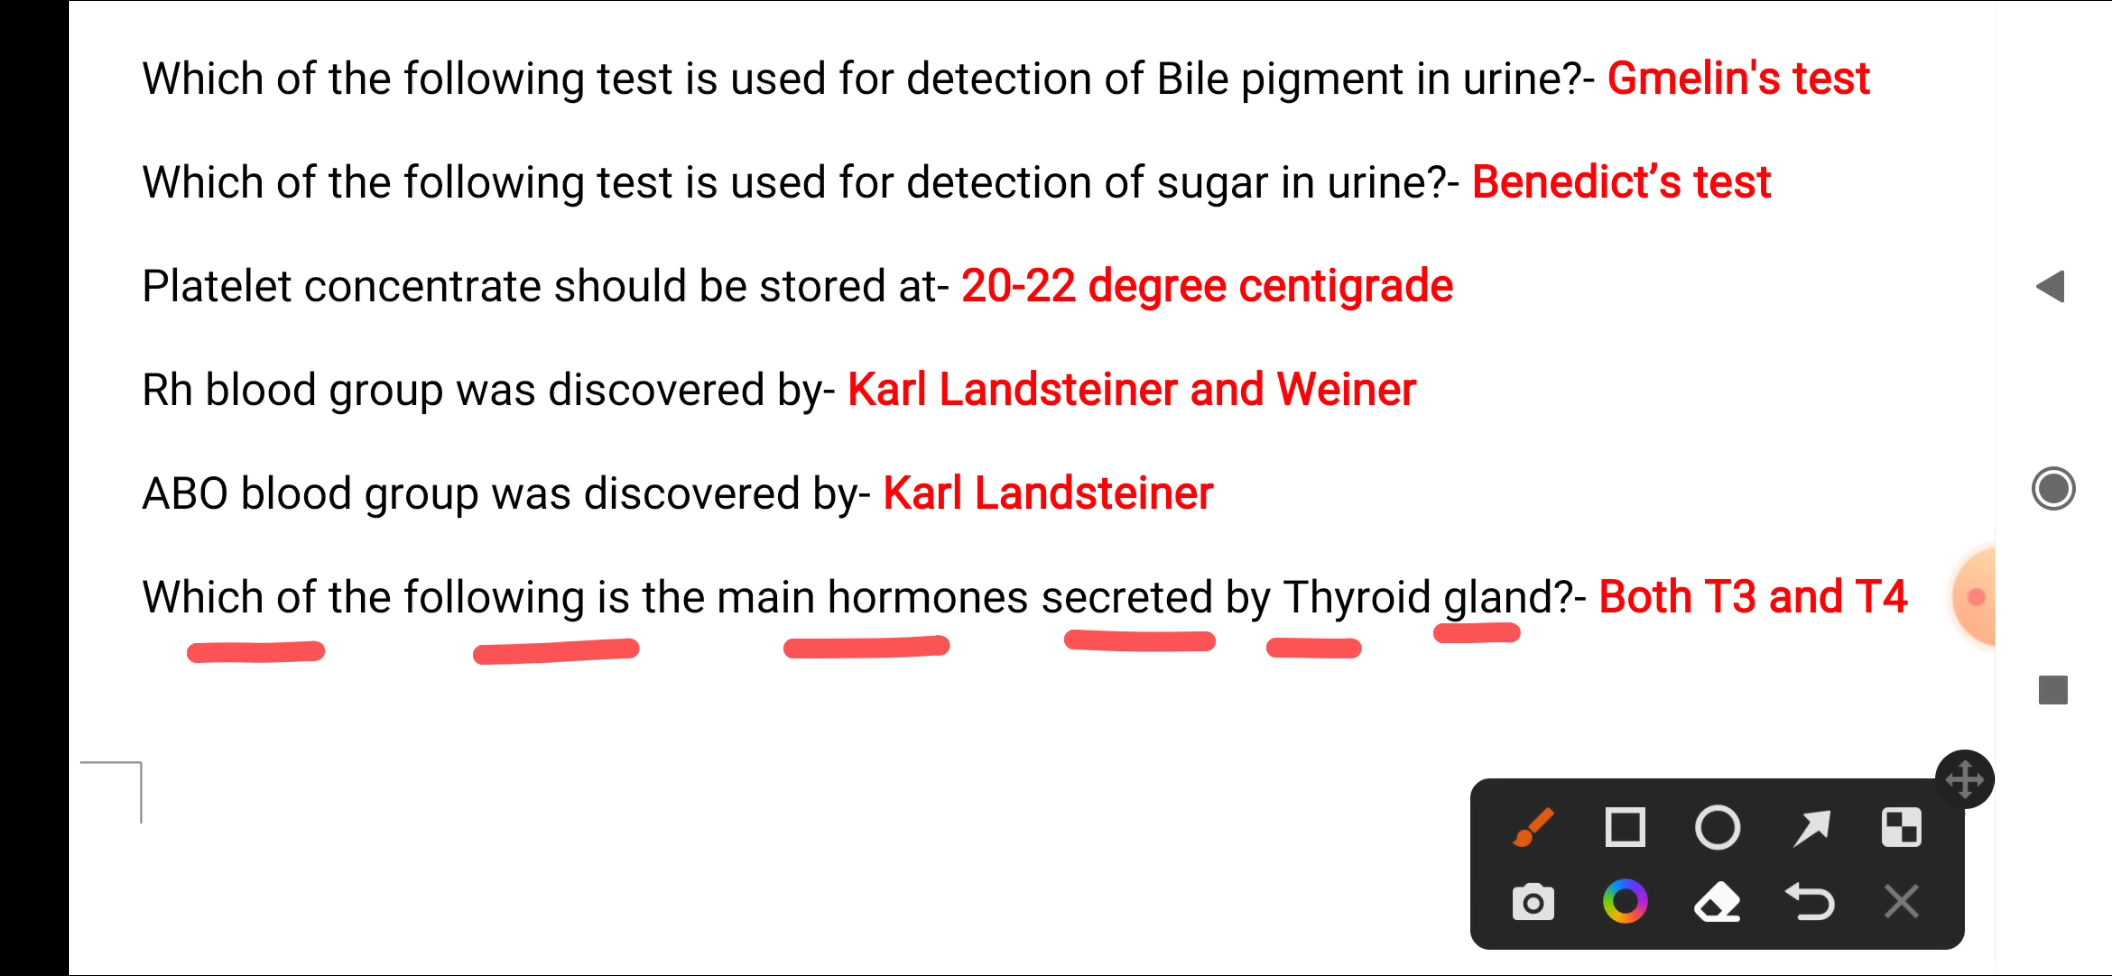 Which of the following test is used for detection of Bile pigment in urine?- Gmelin's test
Which of the following test is used for detection of sugar in urine?- Benedict’s test
Platelet concentrate should be stored at- 20-22 degree centigrade
Rh blood group was discovered by- Karl Landsteiner and Weiner
ABO blood group was discovered by- Karl Landsteiner
Which of the following is the main hormones secreted by Thyroid gland?- Both T3 and T4